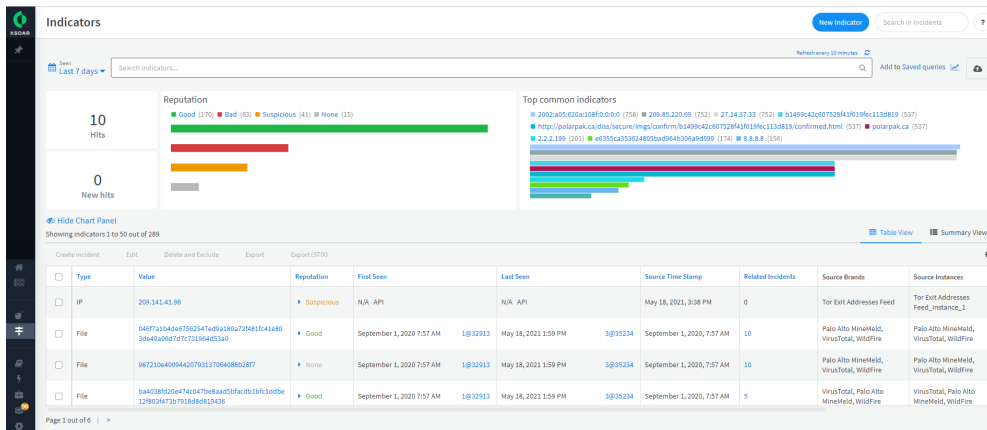 XSOAR
Indicators
New Indicator
Search in Incidents
?
Refresh every 10 minutes
Seen
Last 7 days
Search Indicators...
Add to Saved queries
10
Hits
0
New hits
Reputation
Good (170) Bad (63) Suspicious (41) None (15)
Top common indicators
2002:a05:620a:108f:0:0:0:0 (758) 209.85.220.69 (752) 27.14.37.33 (752) b1499c42c607528f41f019fec113d819 (537)
http://polarpak.ca/diss/secure/imgs/confirm/b1499c42c607528f41f019fec113d819/confirmed.html (537) polarpak.ca (537)
2.2.2.199 (201) e6355ca353624805bad964b306a9d699 (174) 8.8.8.8 (156)
Hide Chart Panel
Showing indicators 1 to 50 out of 289
Table View Summary View
Create incident Edit Delete and Exclude Export Export (STIX)
Type Value Reputation First Seen Last Seen Source Time Stamp Related Incidents Source Brands Source Instances
IP 209.141.41.96 Suspicious N/A API N/A API May 18, 2021, 3:38 PM 0 Tor Exit Addresses Feed Tor Exit Addresses
Feed_instance_1
File 046f7a1b4de67562547ed9a180a72f481fc41e80 Good September 1, 2020 7:57 AM 1@32913 May 18, 2021 1:59 PM 3@35234 September 1, 2020, 7:57 AM 10 Palo Alto MineMeld, Palo Alto MineMeld,
3de49a96d7d7c731964d53a0 VirusTotal, WildFire VirusTotal, WildFire
File 987210e40094420793137064088b28f7 None September 1, 2020 7:57 AM 1@32913 May 18, 2021 1:59 PM 3@35234 September 1, 2020, 7:57 AM 10 Palo Alto MineMeld, Palo Alto MineMeld,
VirusTotal, WildFire VirusTotal, WildFire
File ba4038fd20e474c047be8aad5bfacdb1bfc1ddbe Good September 1, 2020 7:57 AM 1@32913 May 18, 2021 1:59 PM 3@35234 September 1, 2020, 7:57 AM 5 VirusTotal, Palo Alto VirusTotal, Palo Alto
12f803f473b7918d8d819436 MineMeld, WildFire MineMeld, WildFire
Page 1 out of 6 | >